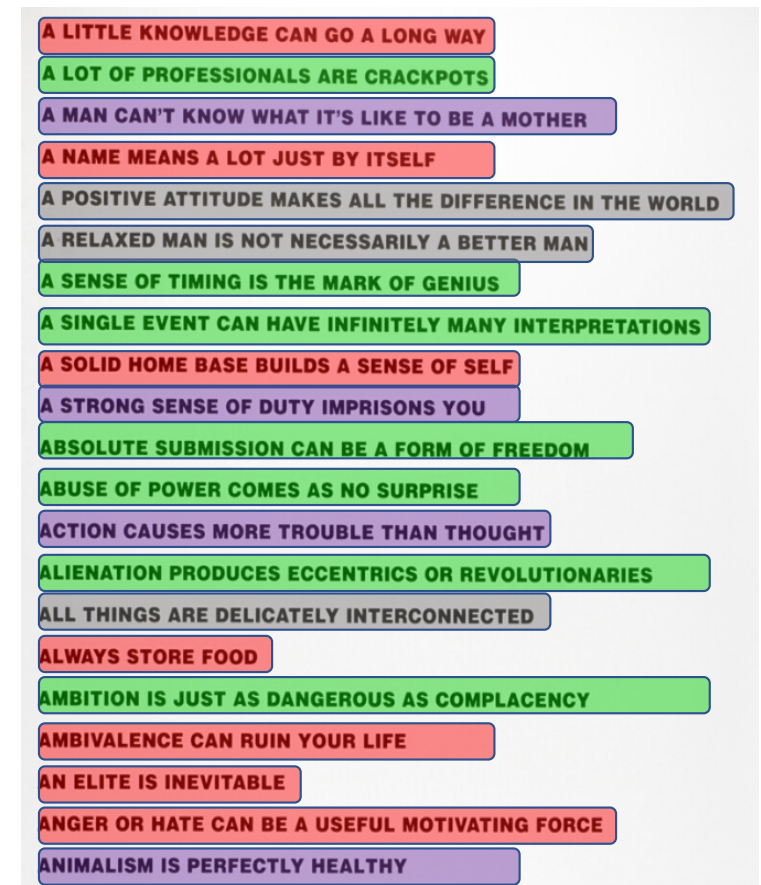 A LITTLE KNOWLEDGE CAN GO A LONG WAY
A LOT OF PROFESSIONALS ARE CRACKPOTS
A MAN CAN'T KNOW WHAT IT'S LIKE TO BE A MOTHER
A NAME MEANS A LOT JUST BY ITSELF
A POSITIVE ATTITUDE MAKES ALL THE DIFFERENCE IN THE WORLD
A RELAXED MAN IS NOT NECESSARILY A BETTER MAN
A SENSE OF TIMING IS THE MARK OF GENIUS
A SINGLE EVENT CAN HAVE INFINITELY MANY INTERPRETATIONS
A SOLID HOME BASE BUILDS A SENSE OF SELF
A STRONG SENSE OF DUTY IMPRISONS YOU
ABSOLUTE SUBMISSION CAN BE A FORM OF FREEDOM
ABUSE OF POWER COMES AS NO SURPRISE
ACTION CAUSES MORE TROUBLE THAN THOUGHT
ALIENATION PRODUCES ECCENTRICS OR REVOLUTIONARIES
ALL THINGS ARE DELICATELY INTERCONNECTED
ALWAYS STORE FOOD
AMBITION IS JUST AS DANGEROUS AS COMPLACENCY
AMBIVALENCE CAN RUIN YOUR LIFE
AN ELITE IS INEVITABLE
ANGER OR HATE CAN BE A USEFUL MOTIVATING FORCE
ANIMALISM IS PERFECTLY HEALTHY